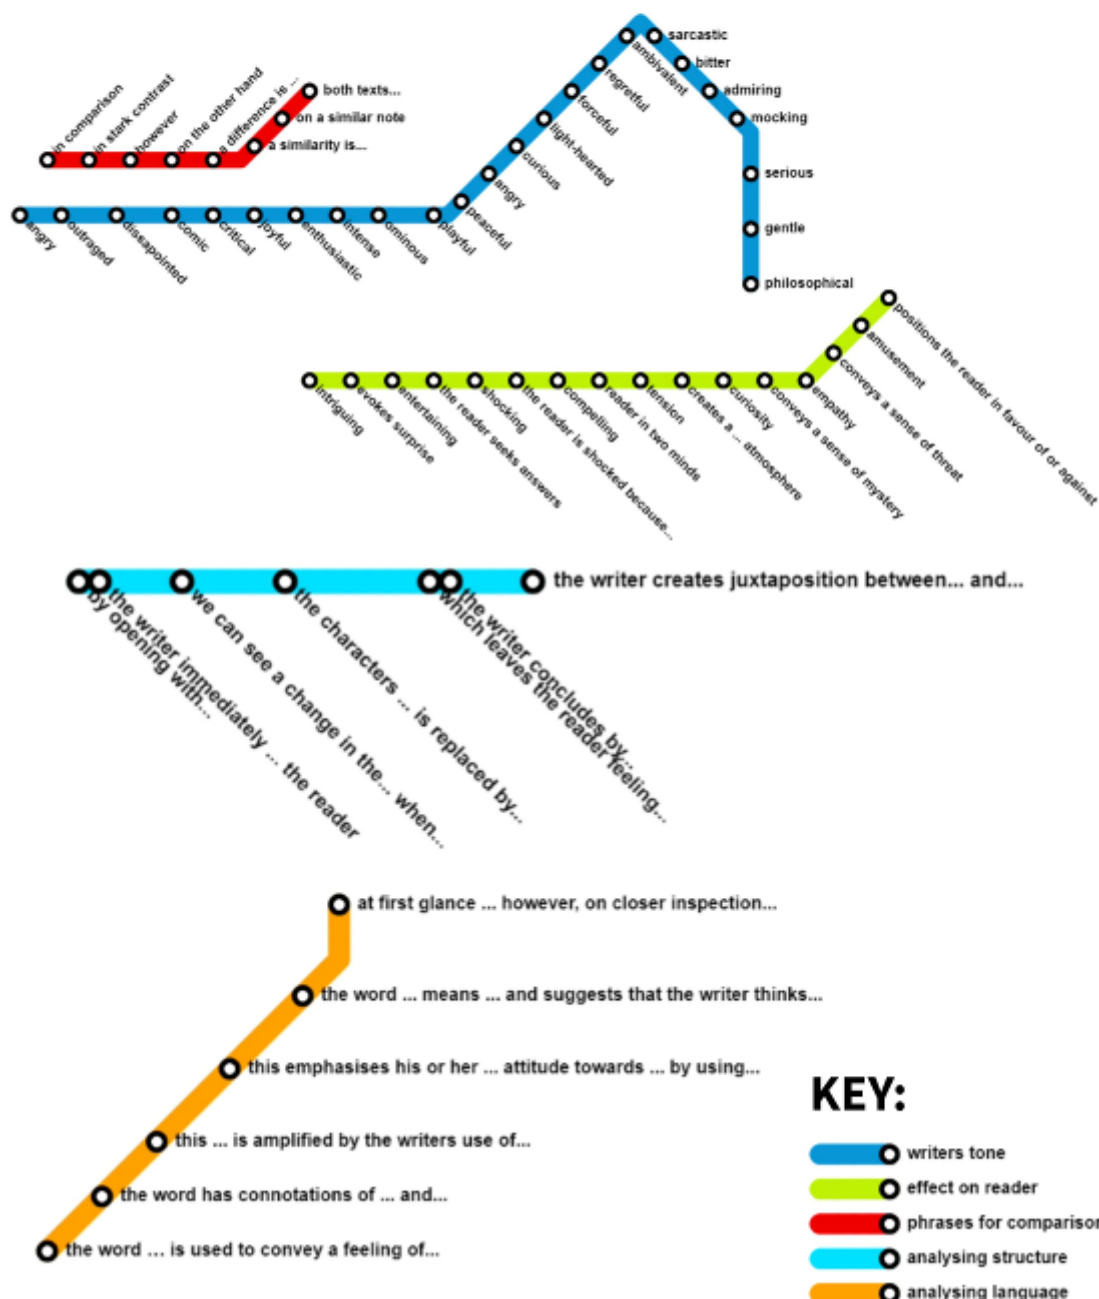 in comparison
in stark contrast
however
on the other hand
a difference is ...
a similarity is...
on a similar note
both texts...
angry
outraged
dissapointed
comic
critical
joyful
enthusiastic
intense
ominous
playful
peaceful
angry
curious
light-hearted
forceful
regretful
ambivalent
sarcastic
bitter
admiring
mocking
serious
gentle
philosophical
intriguing
evokes surprise
entertaining
the reader seeks answers
shocking
the reader is shocked because...
compelling
reader in two minds
tension
creates a ... atmosphere
curiosity
conveys a sense of mystery
empathy
conveys a sense of threat
amusement
positions the reader in favour of or against
by opening with...
the writer immediately ... the reader
we can see a change in the... when...
the characters ... is replaced by...
which leaves the reader feeling...
the writer concludes by...
the writer creates juxtaposition between... and...
at first glance ... however, on closer inspection...
the word ... means ... and suggests that the writer thinks...
this emphasises his or her ... attitude towards ... by using...
this ... is amplified by the writers use of...
the word has connotations of ... and...
the word ... is used to convey a feeling of...
KEY:
writers tone
effect on reader
phrases for comparison
analysing structure
analysing language